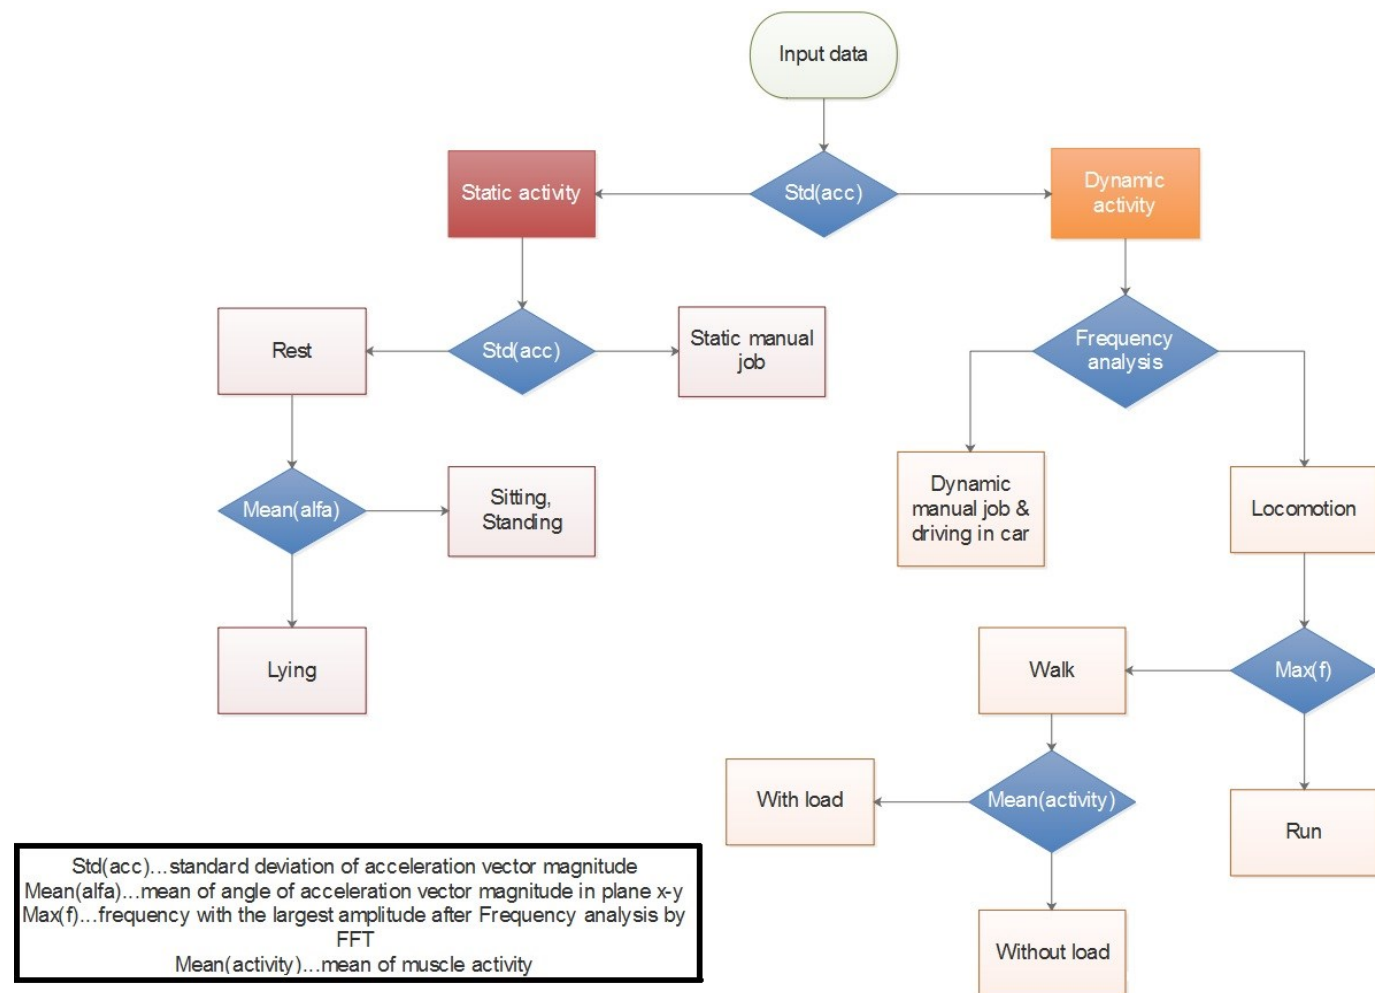 Input data
Static activity
Std(acc)
Dynamic
activity
Rest
Std(acc)
Static manual
job
Frequency
analysis
Mean(alfa)
Sitting,
Standing
Dynamic
manual job &
driving in car
Locomotion
Lying
Walk
Max(f)
With load
Mean(activity)
Run
Without load
Std(acc)...standard deviation of acceleration vector magnitude
Mean(alfa)...mean of angle of acceleration vector magnitude in plane x-y
Max(f)...frequency with the largest amplitude after Frequency analysis by
FFT
Mean(activity)...mean of muscle activity